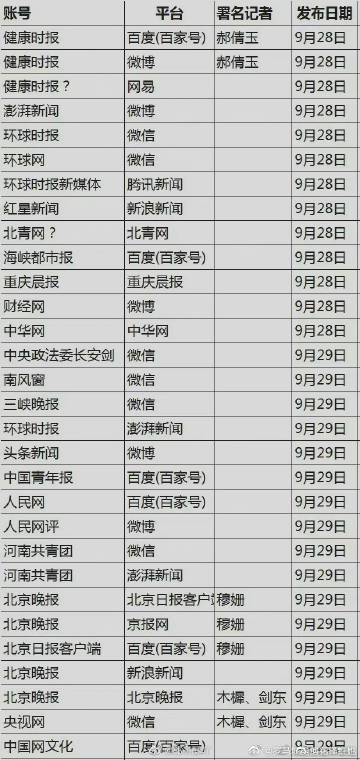 账号 平台 署名记者 发布日期
健康时报 百度(百家号) 郝倩玉 9月28日
健康时报 微博 郝倩玉 9月28日
健康时报？ 网易 9月28日
澎湃新闻 微博 9月28日
环球时报 微信 9月28日
环球网 微信 9月28日
环球时报新媒体 腾讯新闻 9月28日
红星新闻 新浪新闻 9月28日
北青网？ 北青网 9月28日
海峡都市报 百度(百家号) 9月28日
重庆晨报 重庆晨报 9月28日
财经网 微博 9月28日
中华网 中华网 9月28日
中央政法委长安剑 微信 9月29日
南风窗 微信 9月29日
三峡晚报 微信 9月29日
环球时报 澎湃新闻 9月29日
头条新闻 微博 9月29日
中国青年报 百度(百家号) 9月29日
人民网 百度(百家号) 9月29日
人民网评 微博 9月29日
河南共青团 微信 9月29日
河南共青团 澎湃新闻 9月29日
北京晚报 北京日报客户 穆姗 9月29日
北京晚报 京报网 穆姗 9月29日
北京日报客户端 百度(百家号) 穆姗 9月29日
北京晚报 新浪新闻 9月29日
北京晚报 北京晚报 木樨、剑东 9月29日
央视网 微信 木樨、剑东 9月29日
中国网文化 百度(百家号) 9月29日